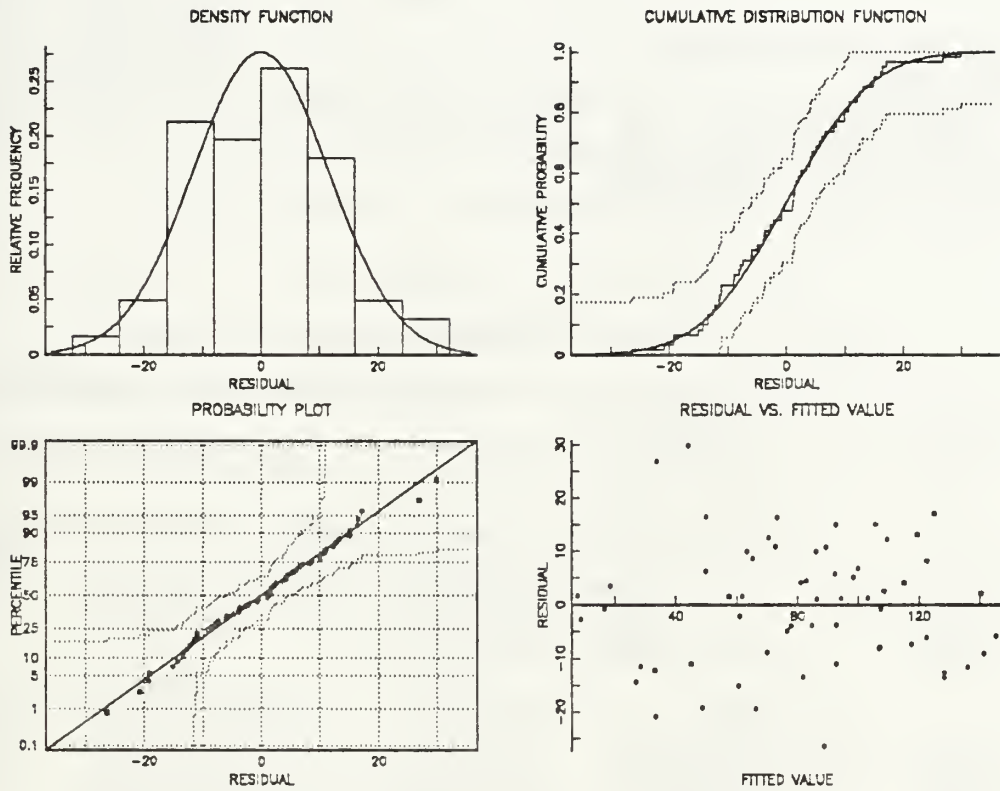 DENSITY FUNCTION
RELATIVE FREQUENCY
0 0.05 0.10 0.15 0.20 0.25
-20 0 20
RESIDUAL
CUMULATIVE DISTRIBUTION FUNCTION
CUMULATIVE PROBABILITY
0 0.2 0.4 0.6 0.8 1.0
-20 0 20
RESIDUAL
PROBABILITY PLOT
PERCENTILE
99.9
99
95
90
75
50
25
10
5
1
0.1
-20 0 20
RESIDUAL
RESIDUAL VS. FITTED VALUE
RESIDUAL
-20 -10 0 10 20 30
40 80 120
FITTED VALUE